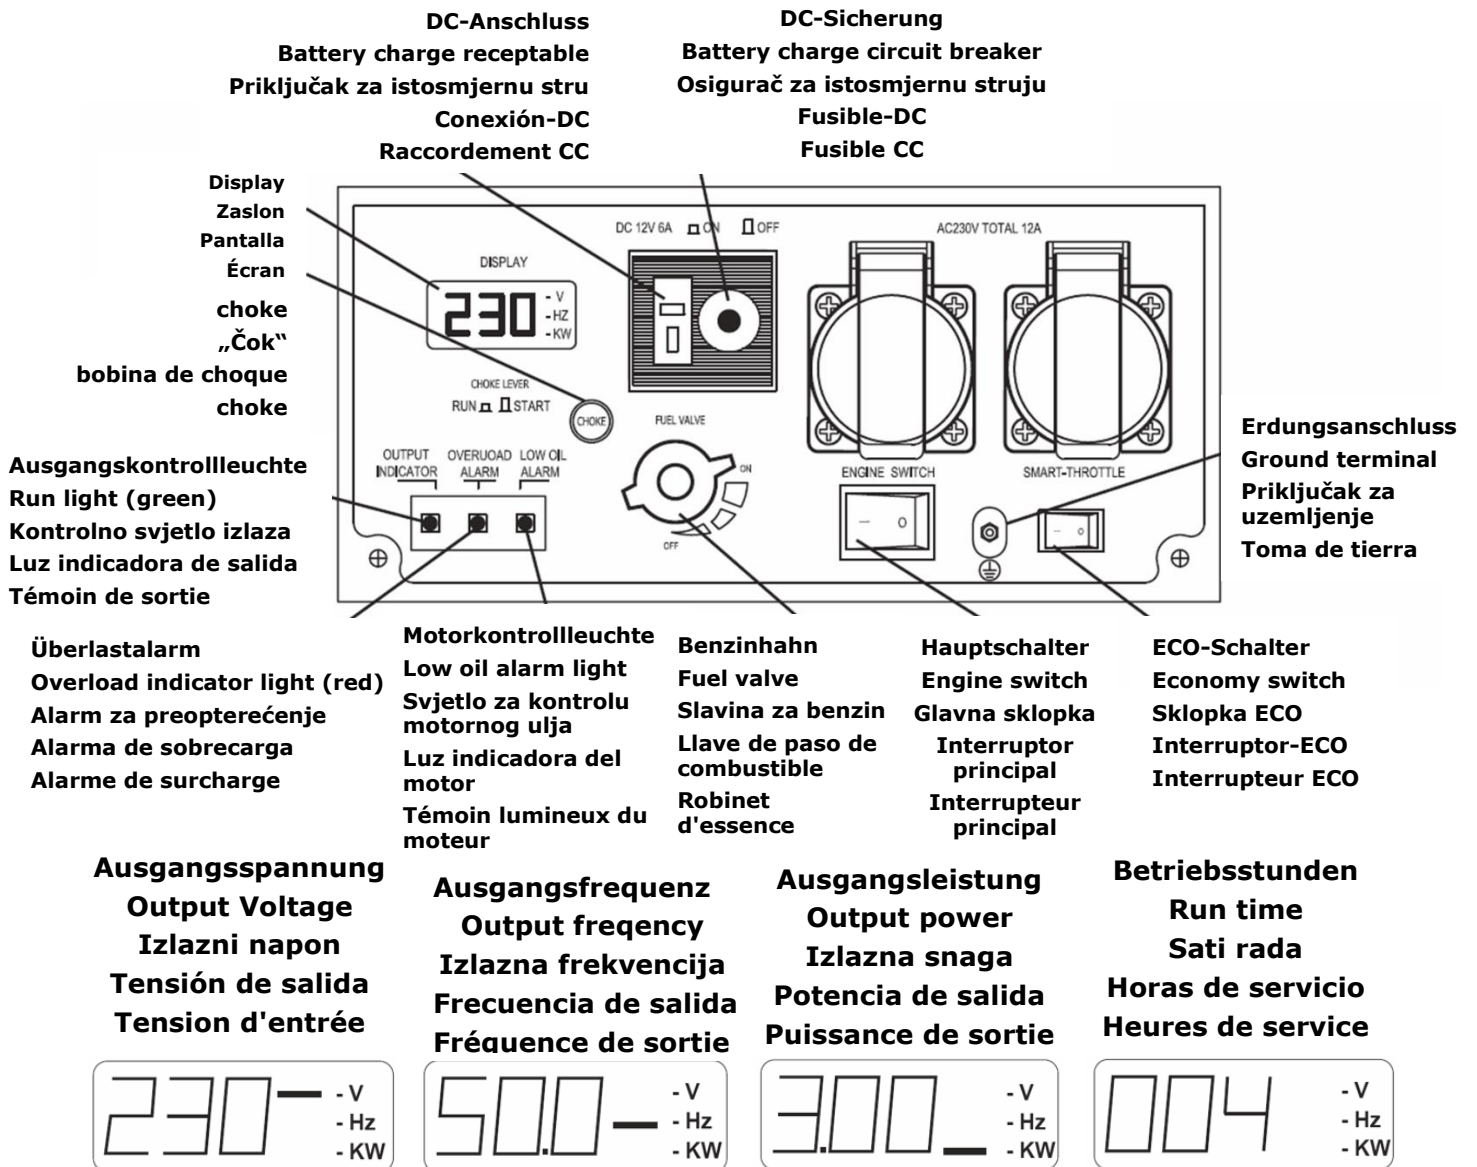 DC-Anschluss
Battery charge receptable
Priključak za istosmjernu stru
Conexión-DC
Raccordement CC
DC-Sicherung
Battery charge circuit breaker
Osigurač za istosmjernu struju
Fusible-DC
Fusible CC
Display
Zaslon
Pantalla
Écran
choke
„Čok“
bobina de choque
choke
DC 12V 6A ON OFF
AC230V TOTAL 12A
DISPLAY
230
- V
- HZ
- KW
CHOKE LEVER
RUN START
CHOKE
FUEL VALVE
ON
OFF
OUTPUT
INDICATOR
OVERUOAD
ALARM
LOW OIL
ALARM
ENGINE SWITCH
– O
SMART-THROTTLE
– O
Ausgangskontrollleuchte
Run light (green)
Kontrolno svjetlo izlaza
Luz indicadora de salida
Témoin de sortie
Erdungsanschluss
Ground terminal
Priključak za
uzemljenje
Toma de tierra
Überlastalarm
Overload indicator light (red)
Alarm za preopterećenje
Alarma de sobrecarga
Alarme de surcharge
Motorkontrollleuchte
Low oil alarm light
Svjetlo za kontrolu
motornog ulja
Luz indicadora del
motor
Témoin lumineux du
moteur
Benzinhahn
Fuel valve
Slavina za benzin
Llave de paso de
combustible
Robinet
d'essence
Hauptschalter
Engine switch
Glavna sklopka
Interruptor
principal
Interrupteur
principal
ECO-Schalter
Economy switch
Sklopka ECO
Interruptor-ECO
Interrupteur ECO
Ausgangsspannung
Output Voltage
Izlazni napon
Tensión de salida
Tension d'entrée
230
- V
- Hz
- KW
Ausgangsfrequenz
Output freqency
Izlazna frekvencija
Frecuencia de salida
Fréquence de sortie
50.0
- V
- Hz
- KW
Ausgangsleistung
Output power
Izlazna snaga
Potencia de salida
Puissance de sortie
3.00
- V
- Hz
- KW
Betriebsstunden
Run time
Sati rada
Horas de servicio
Heures de service
004
- V
- Hz
- KW